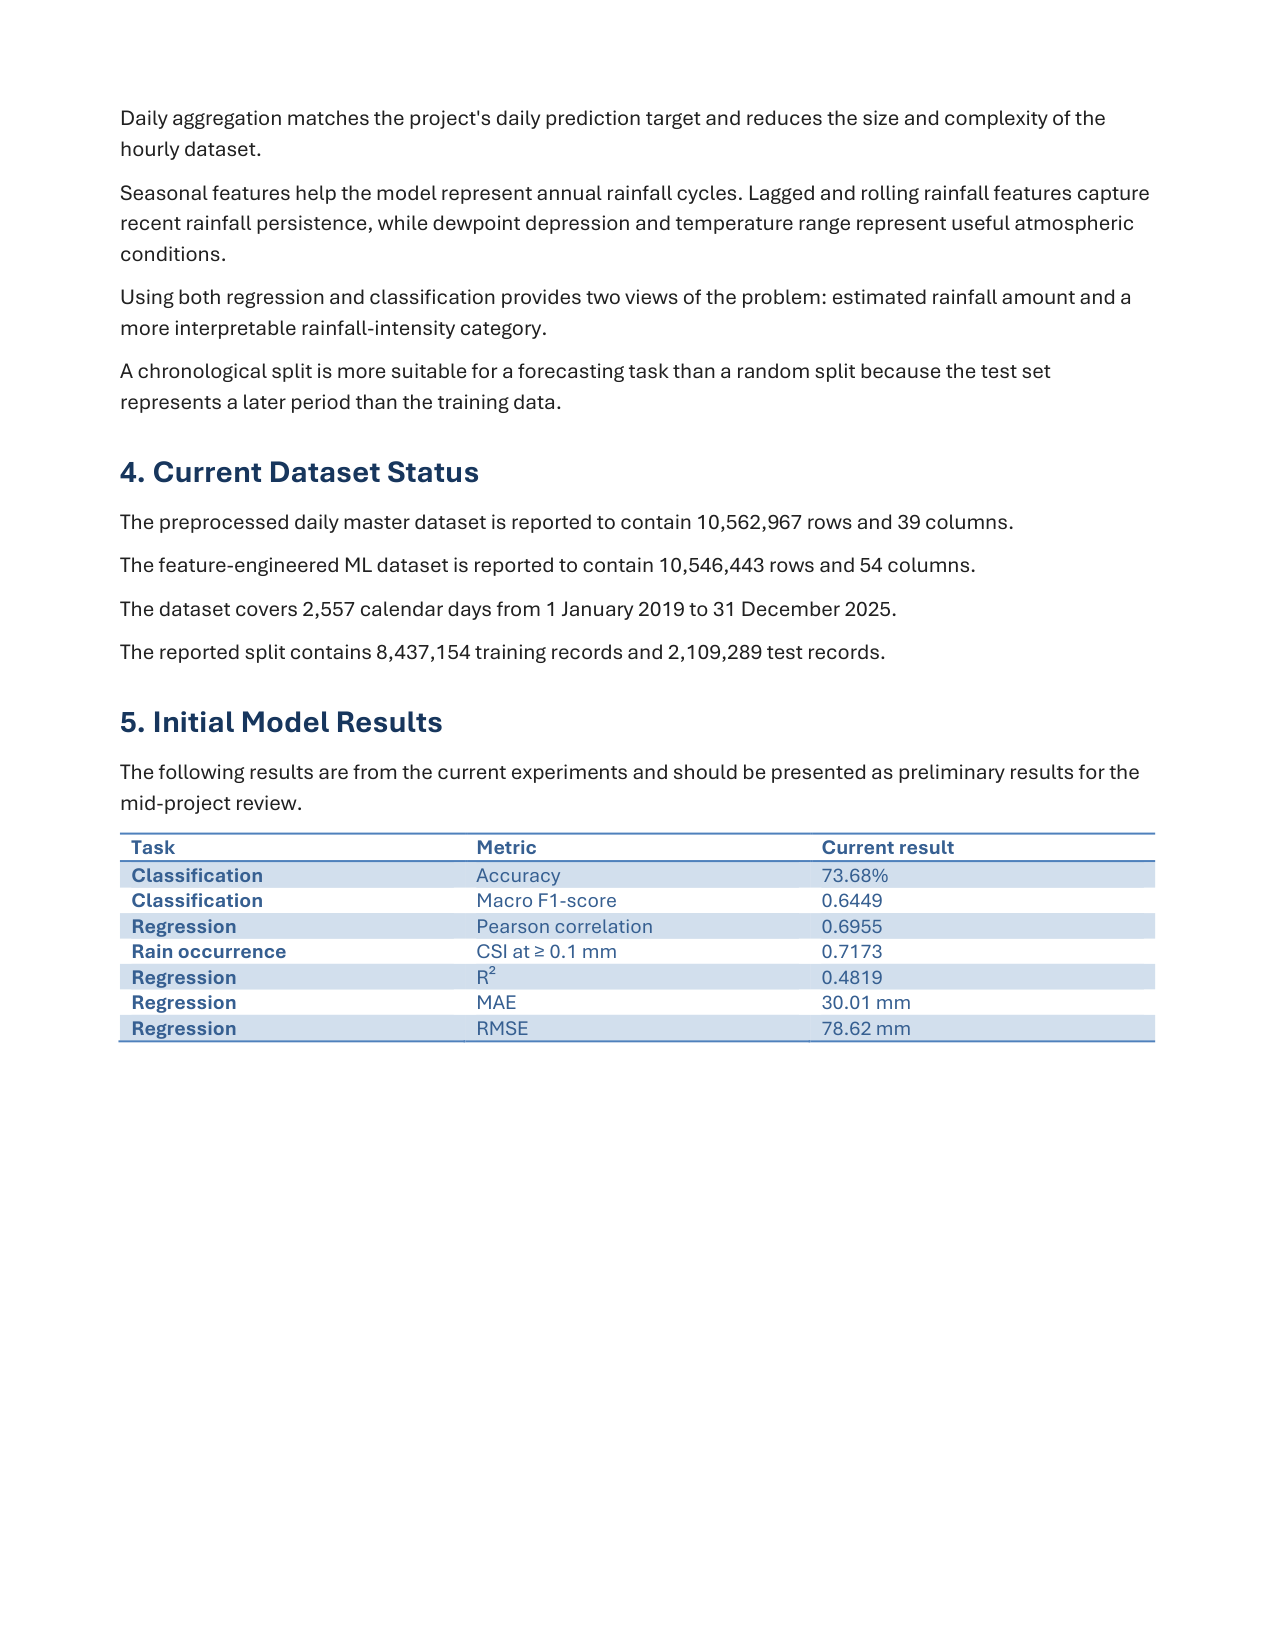 Daily aggregation matches the project's daily prediction target and reduces the size and complexity of the
hourly dataset.
Seasonal features help the model represent annual rainfall cycles. Lagged and rolling rainfall features capture
recent rainfall persistence, while dewpoint depression and temperature range represent useful atmospheric
conditions.
Using both regression and classification provides two views of the problem: estimated rainfall amount and a
more interpretable rainfall-intensity category.
A chronological split is more suitable for a forecasting task than a random split because the test set
represents a later period than the training data.
4. Current Dataset Status
The preprocessed daily master dataset is reported to contain 10,562,967 rows and 39 columns.
The feature-engineered ML dataset is reported to contain 10,546,443 rows and 54 columns.
The dataset covers 2,557 calendar days from 1 January 2019 to 31 December 2025.
The reported split contains 8,437,154 training records and 2,109,289 test records.
5. Initial Model Results
The following results are from the current experiments and should be presented as preliminary results for the
mid-project review.
Task Metric Current result
Classification Accuracy 73.68%
Classification Macro F1-score 0.6449
Regression Pearson correlation 0.6955
Rain occurrence CSI at ≥ 0.1 mm 0.7173
Regression R² 0.4819
Regression MAE 30.01 mm
Regression RMSE 78.62 mm